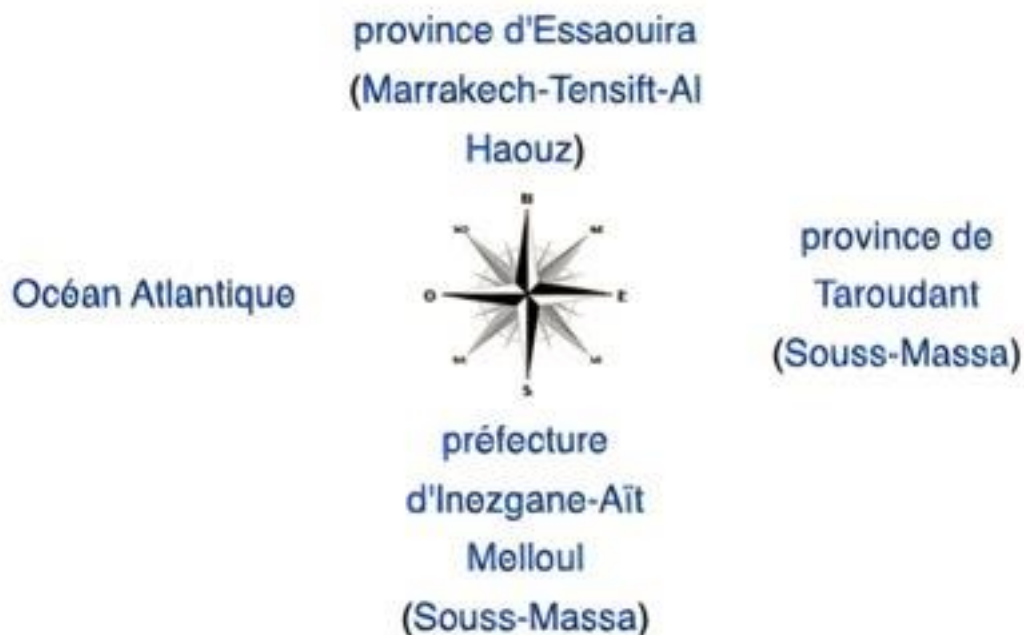 province d'Essaouira
(Marrakech-Tensift-Al
Haouz)
N
province de
Océan Atlantique
O
E
Taroudant
(Souss-Massa)
S
préfecture
d'Inezgane-Aït
Melloul
(Souss-Massa)